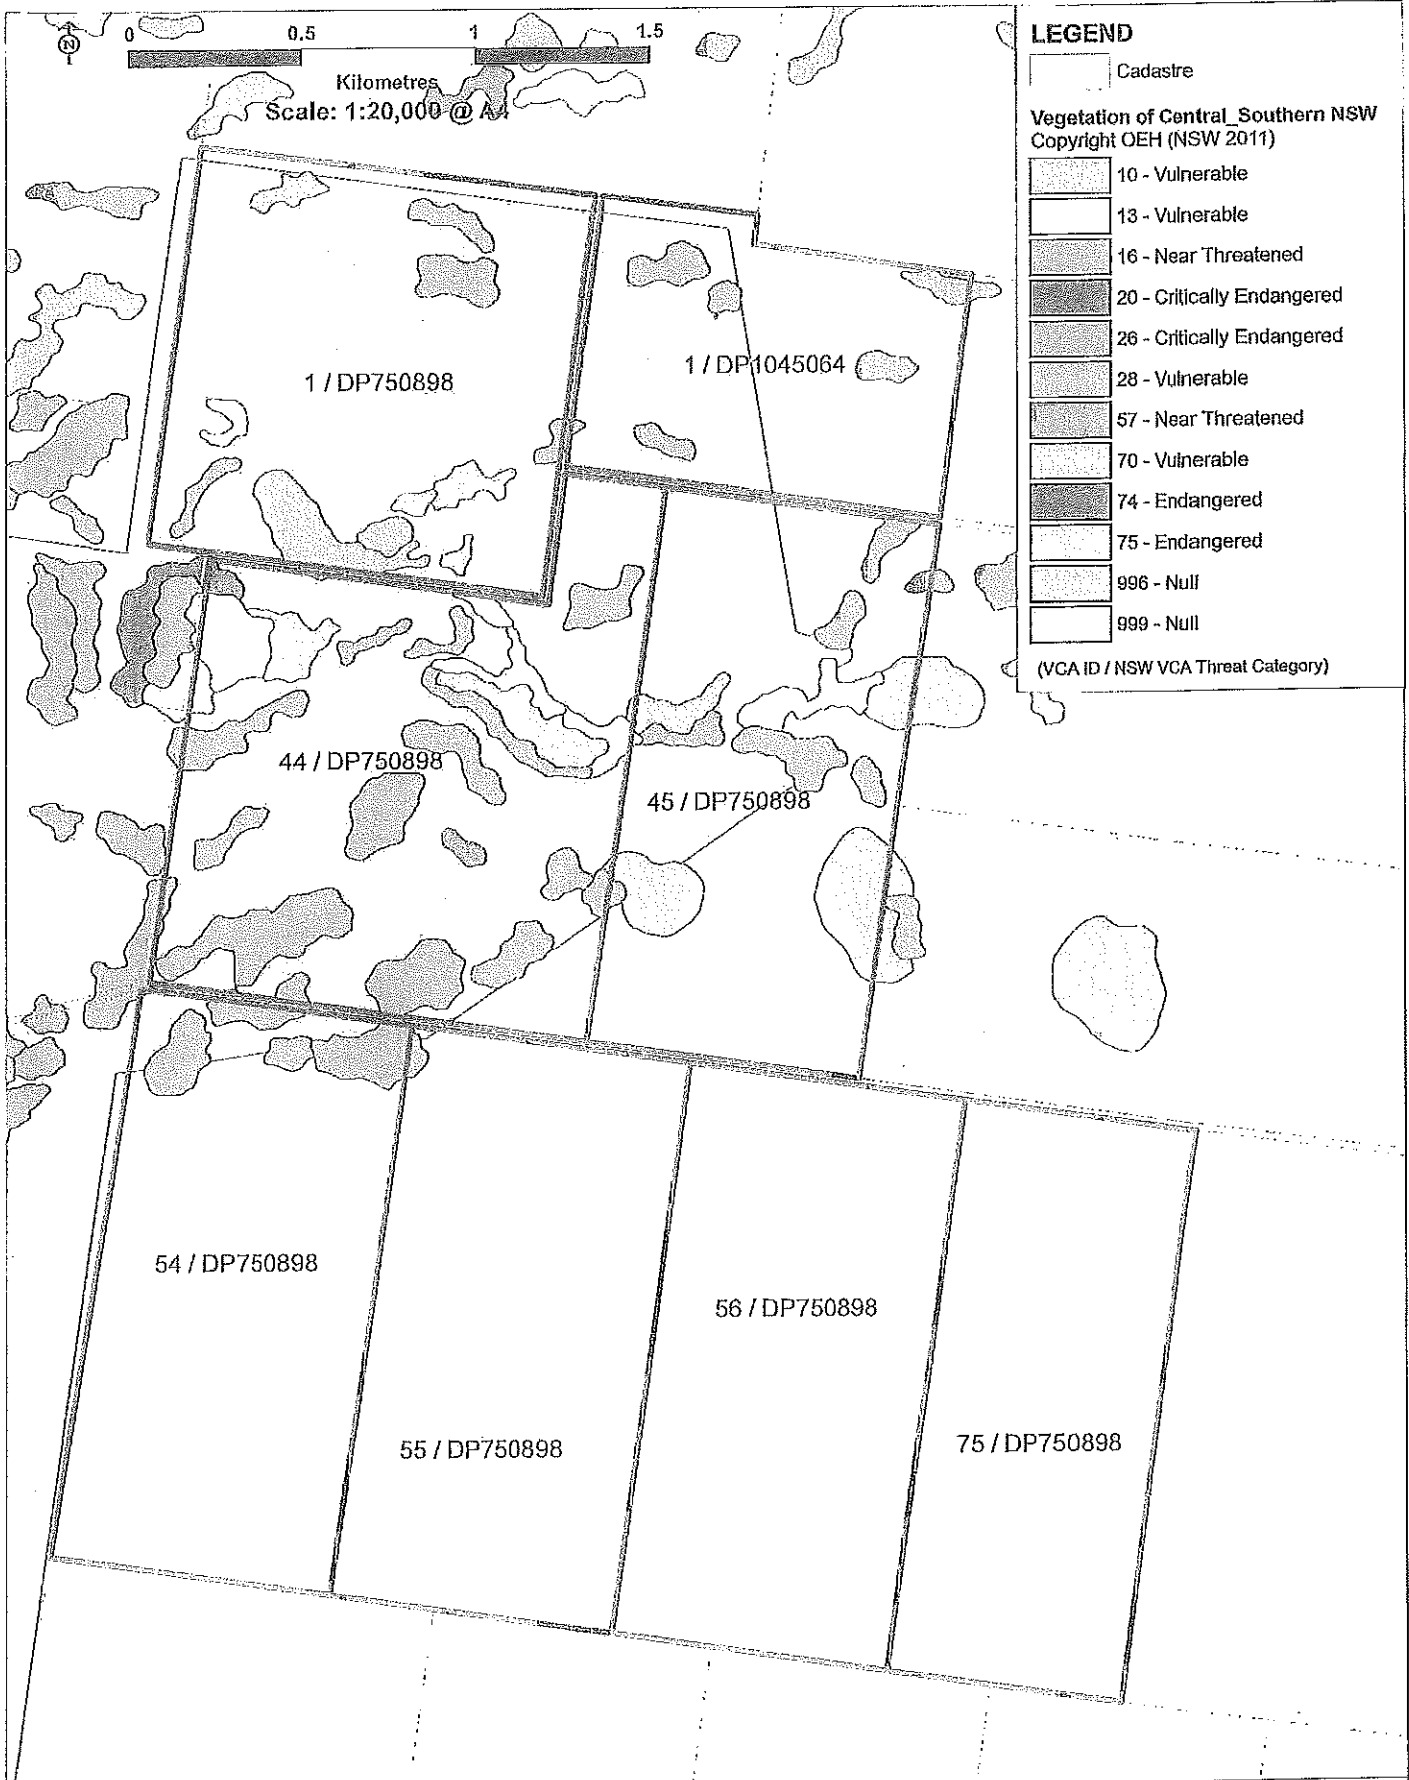 N
0 0.5 1 1.5
Kilometres
Scale: 1:20,000 @ A4
LEGEND
Cadastre
Vegetation of Central_Southern NSW
Copyright OEH (NSW 2011)
10 - Vulnerable
13 - Vulnerable
16 - Near Threatened
20 - Critically Endangered
26 - Critically Endangered
28 - Vulnerable
57 - Near Threatened
70 - Vulnerable
74 - Endangered
75 - Endangered
996 - Null
999 - Null
(VCA ID / NSW VCA Threat Category)
1 / DP750898
1 / DP1045064
44 / DP750898
45 / DP750898
54 / DP750898
56 / DP750898
55 / DP750898
75 / DP750898